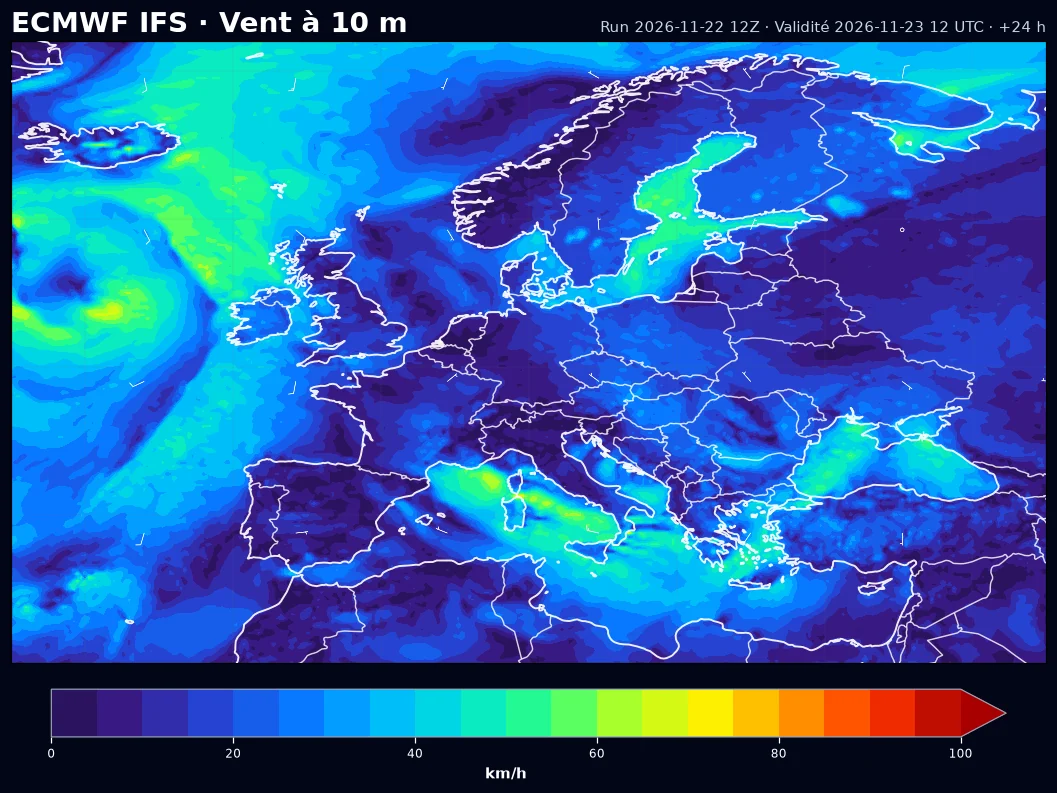 ECMWF IFS · Vent à 10 m
Run 2026-11-22 12Z · Validité 2026-11-23 12 UTC · +24 h
0 20 40 60 80 100
km/h